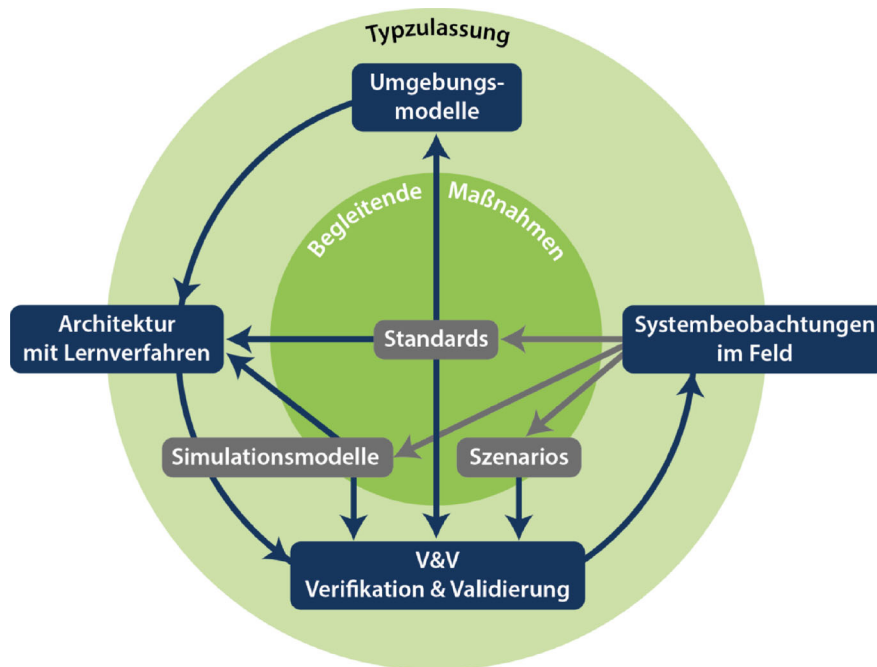 Typzulassung
Umgebungs-
modelle
Begleitende Maßnahmen
Architektur
mit Lernverfahren
Standards
Systembeobachtungen
im Feld
Simulationsmodelle
Szenarios
V&V
Verifikation & Validierung